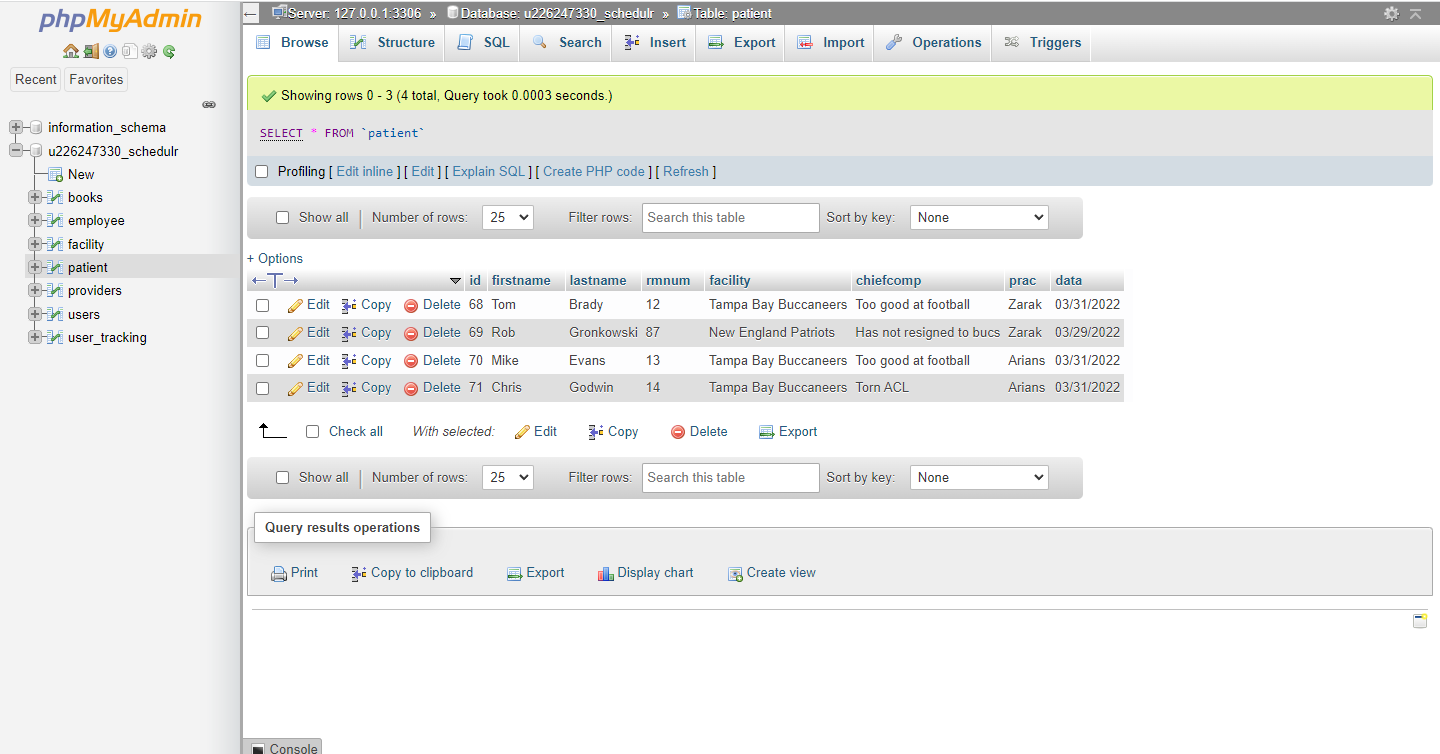 phpMyAdmin
Recent Favorites
information_schema
u226247330_schedulr
New
books
employee
facility
patient
providers
users
user_tracking
Server: 127.0.0.1:3306 » Database: u226247330_schedulr » Table: patient
Browse Structure SQL Search Insert Export Import Operations Triggers
Showing rows 0 - 3 (4 total, Query took 0.0003 seconds.)
SELECT * FROM `patient`
Profiling [ Edit inline ] [ Edit ] [ Explain SQL ] [ Create PHP code ] [ Refresh ]
Show all Number of rows: 25 Filter rows: Search this table Sort by key: None
+ Options
id firstname lastname rmnum facility chiefcomp prac data
Edit Copy Delete 68 Tom Brady 12 Tampa Bay Buccaneers Too good at football Zarak 03/31/2022
Edit Copy Delete 69 Rob Gronkowski 87 New England Patriots Has not resigned to bucs Zarak 03/29/2022
Edit Copy Delete 70 Mike Evans 13 Tampa Bay Buccaneers Too good at football Arians 03/31/2022
Edit Copy Delete 71 Chris Godwin 14 Tampa Bay Buccaneers Torn ACL Arians 03/31/2022
Check all With selected: Edit Copy Delete Export
Show all Number of rows: 25 Filter rows: Search this table Sort by key: None
Query results operations
Print Copy to clipboard Export Display chart Create view
Console